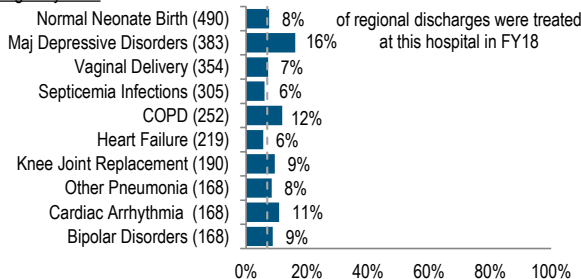 Normal Neonate Birth (490) 8% of regional discharges were treated
Maj Depressive Disorders (383) 16% at this hospital in FY18
Vaginal Delivery (354) 7%
Septicemia Infections (305) 6%
COPD (252) 12%
Heart Failure (219) 6%
Knee Joint Replacement (190) 9%
Other Pneumonia (168) 8%
Cardiac Arrhythmia (168) 11%
Bipolar Disorders (168) 9%
0% 20% 40% 60% 80% 100%